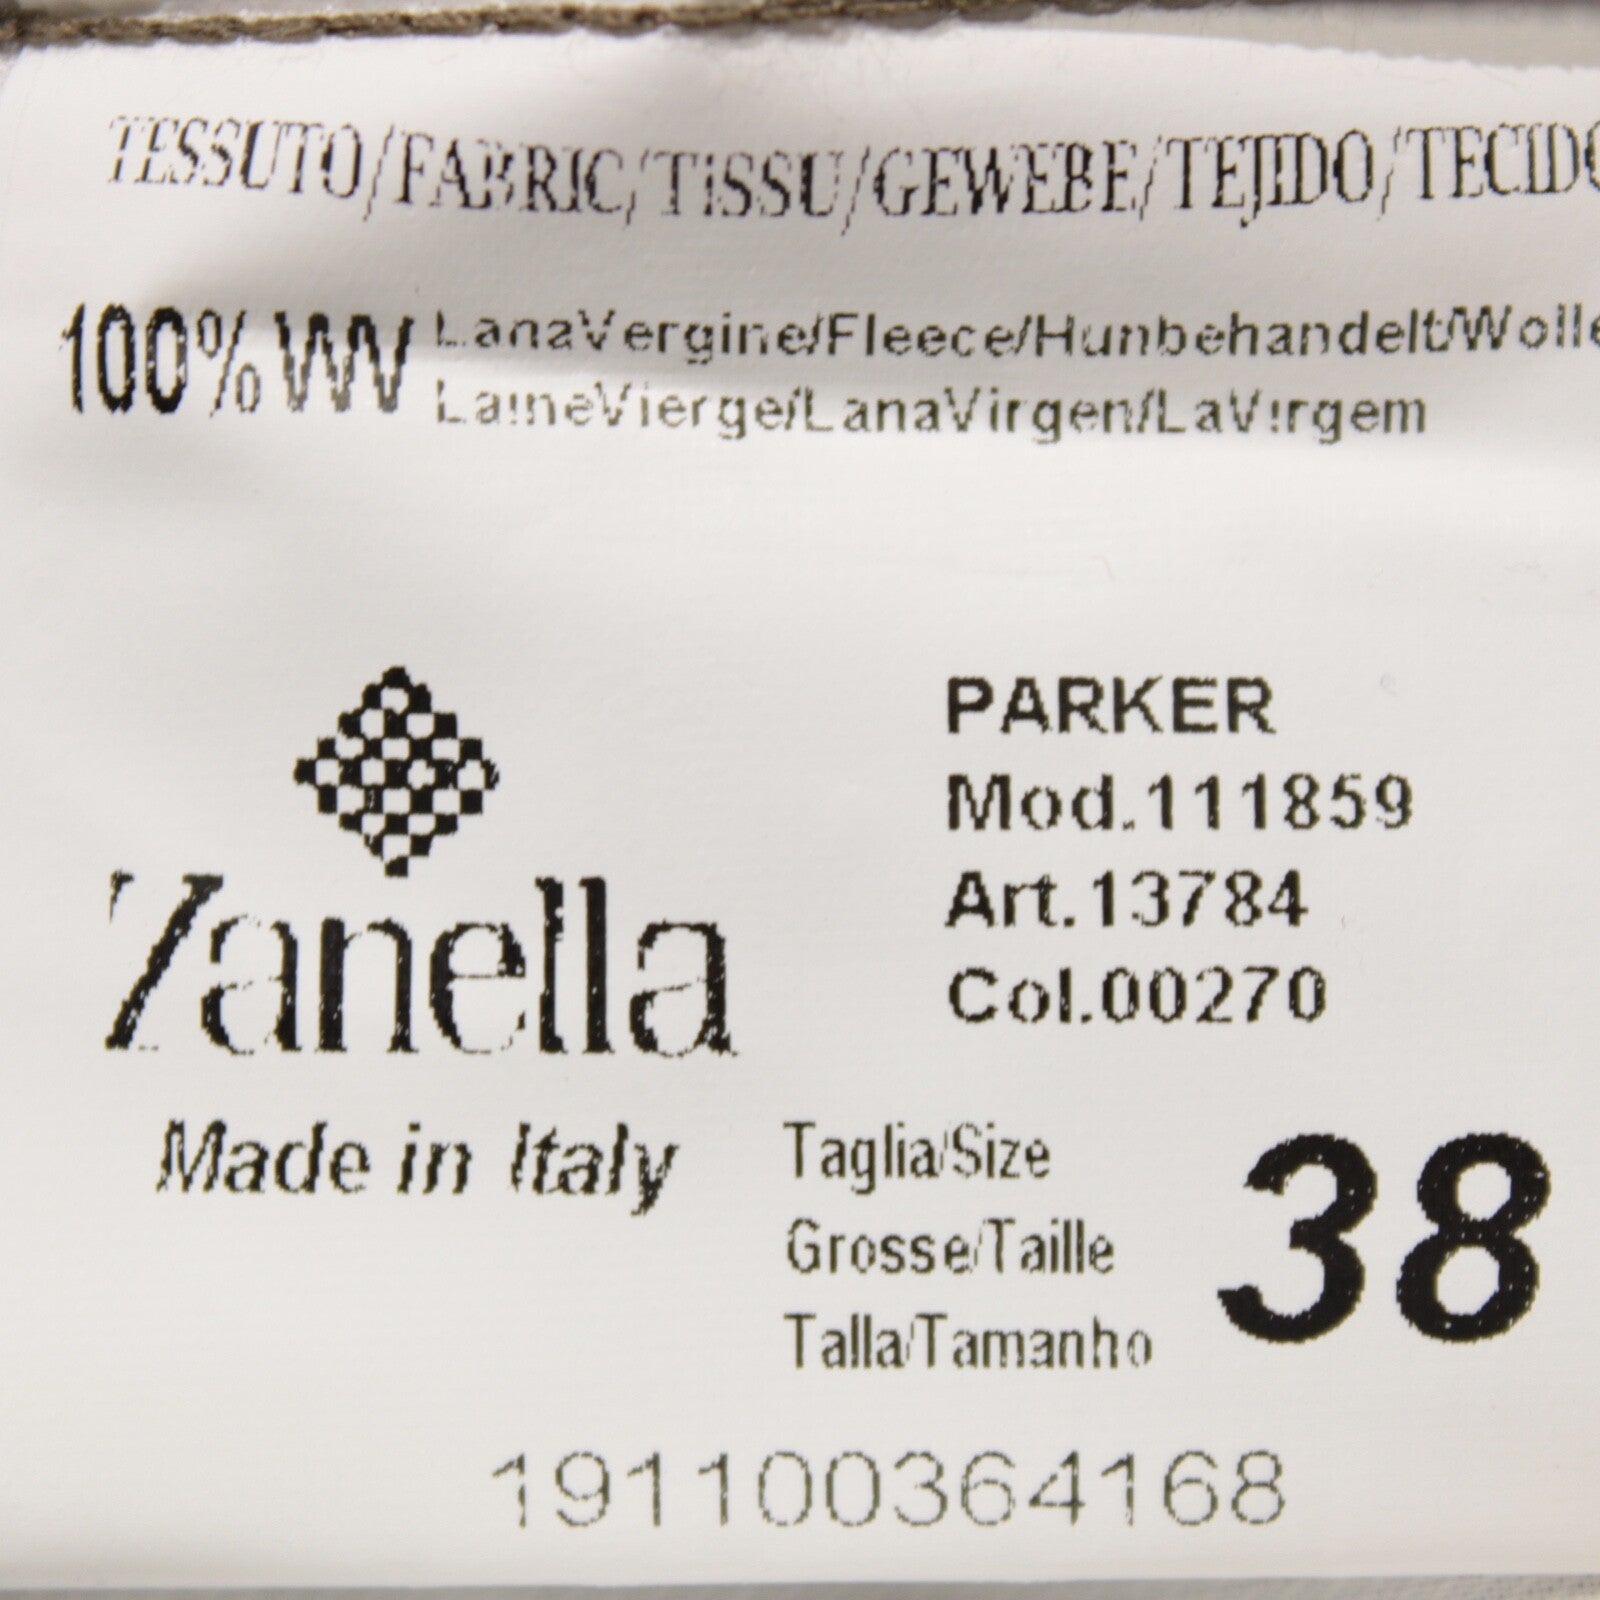 TESSUTO/FABRIC/TISSU/GEWEBE/TEJIDO/TECIDO
100% WV LanaVergine/Fleece/Hunbehandelt/Wolle
LaineVierge/LanaVirgen/LaVirgem
PARKER
Mod.111859
Art.13784
Col.00270
Zanella
Made in Italy
Taglia/Size
Grosse/Taille
Talla/Tamanho
38
191100364168